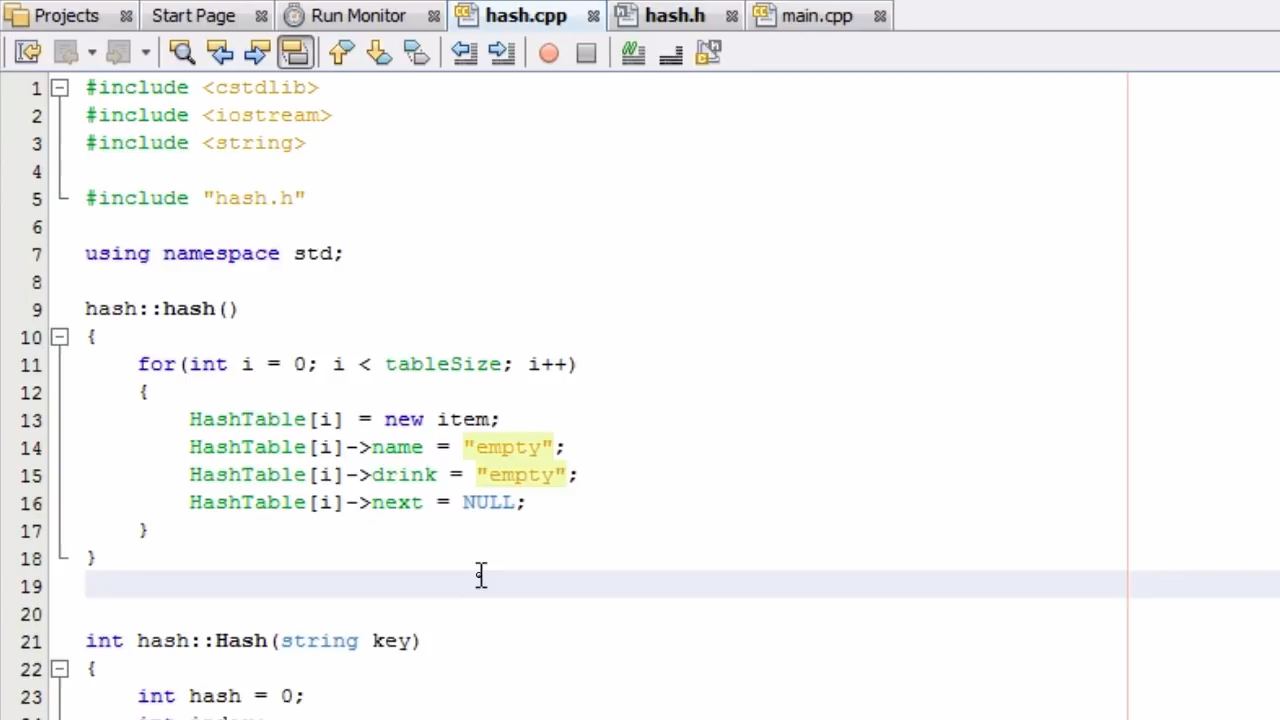 Projects Start Page Run Monitor hash.cpp hash.h main.cpp
1 #include <cstdlib>
2 #include <iostream>
3 #include <string>
4
5 #include "hash.h"
6
7 using namespace std;
8
9 hash::hash()
10 {
11 for(int i = 0; i < tableSize; i++)
12 {
13 HashTable[i] = new item;
14 HashTable[i]->name = "empty";
15 HashTable[i]->drink = "empty";
16 HashTable[i]->next = NULL;
17 }
18 }
19
20
21 int hash::Hash(string key)
22 {
23 int hash = 0;